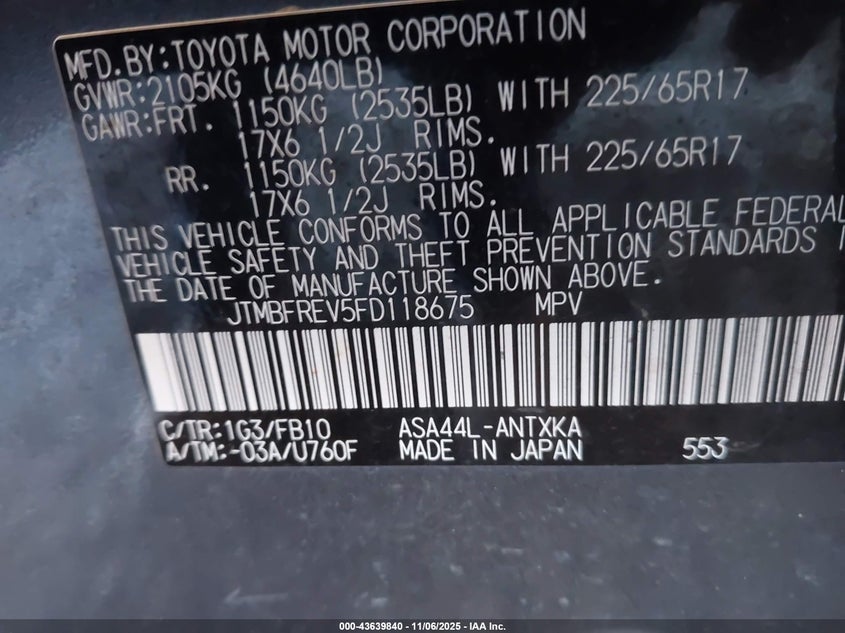 MFD.BY:TOYOTA MOTOR CORPORATION
GVWR:2105KG (4640LB)
GAWR:FRT. 1150KG (2535LB) WITH 225/65R17
17X6 1/2J RIMS.
RR. 1150KG (2535LB) WITH 225/65R17
17X6 1/2J RIMS.
THIS VEHICLE CONFORMS TO ALL APPLICABLE FEDERAL
VEHICLE SAFETY AND THEFT PREVENTION STANDARDS
THE DATE OF MANUFACTURE SHOWN ABOVE.
JTMBFREV5FD118675 MPV
C/TR:1G3/FB10 ASA44L-ANTXKA
A/TM:-03A/U760F MADE IN JAPAN 553
000-43639840 - 11/06/2025 - IAA Inc.